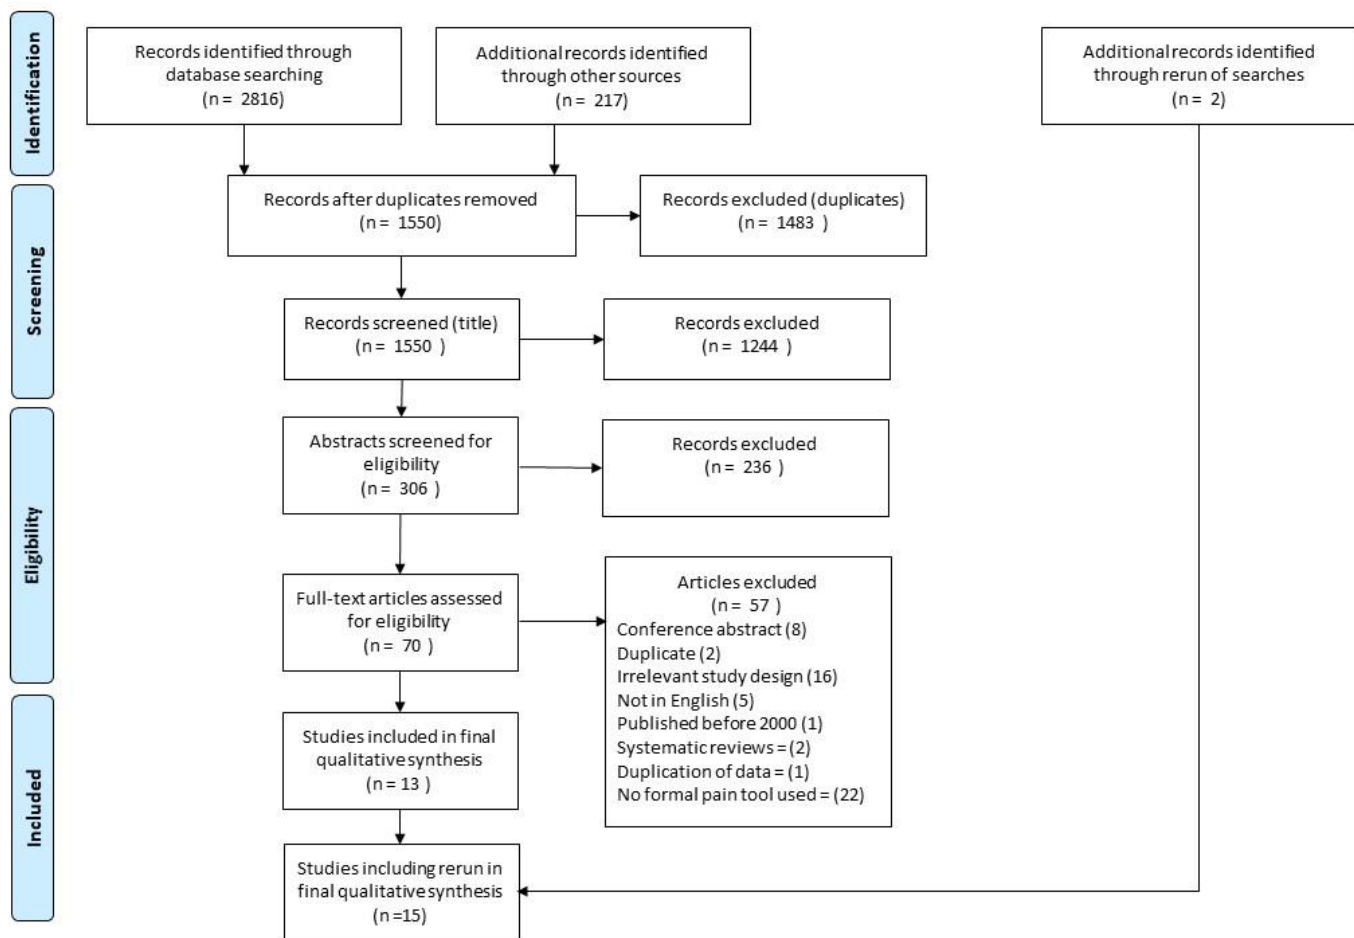 Identification
Records identified through
database searching
(n = 2816)
Additional records identified
through other sources
(n = 217)
Additional records identified
through rerun of searches
(n = 2)
Screening
Records after duplicates removed
(n = 1550)
Records excluded (duplicates)
(n = 1483 )
Records screened (title)
(n = 1550 )
Records excluded
(n = 1244 )
Eligibility
Abstracts screened for
eligibility
(n = 306 )
Records excluded
(n = 236 )
Full-text articles assessed
for eligibility
(n = 70 )
Articles excluded
(n = 57 )
Conference abstract (8)
Duplicate (2)
Irrelevant study design (16)
Not in English (5)
Published before 2000 (1)
Systematic reviews = (2)
Duplication of data = (1)
No formal pain tool used = (22)
Included
Studies included in final
qualitative synthesis
(n = 13 )
Studies including rerun in
final qualitative synthesis
(n =15)